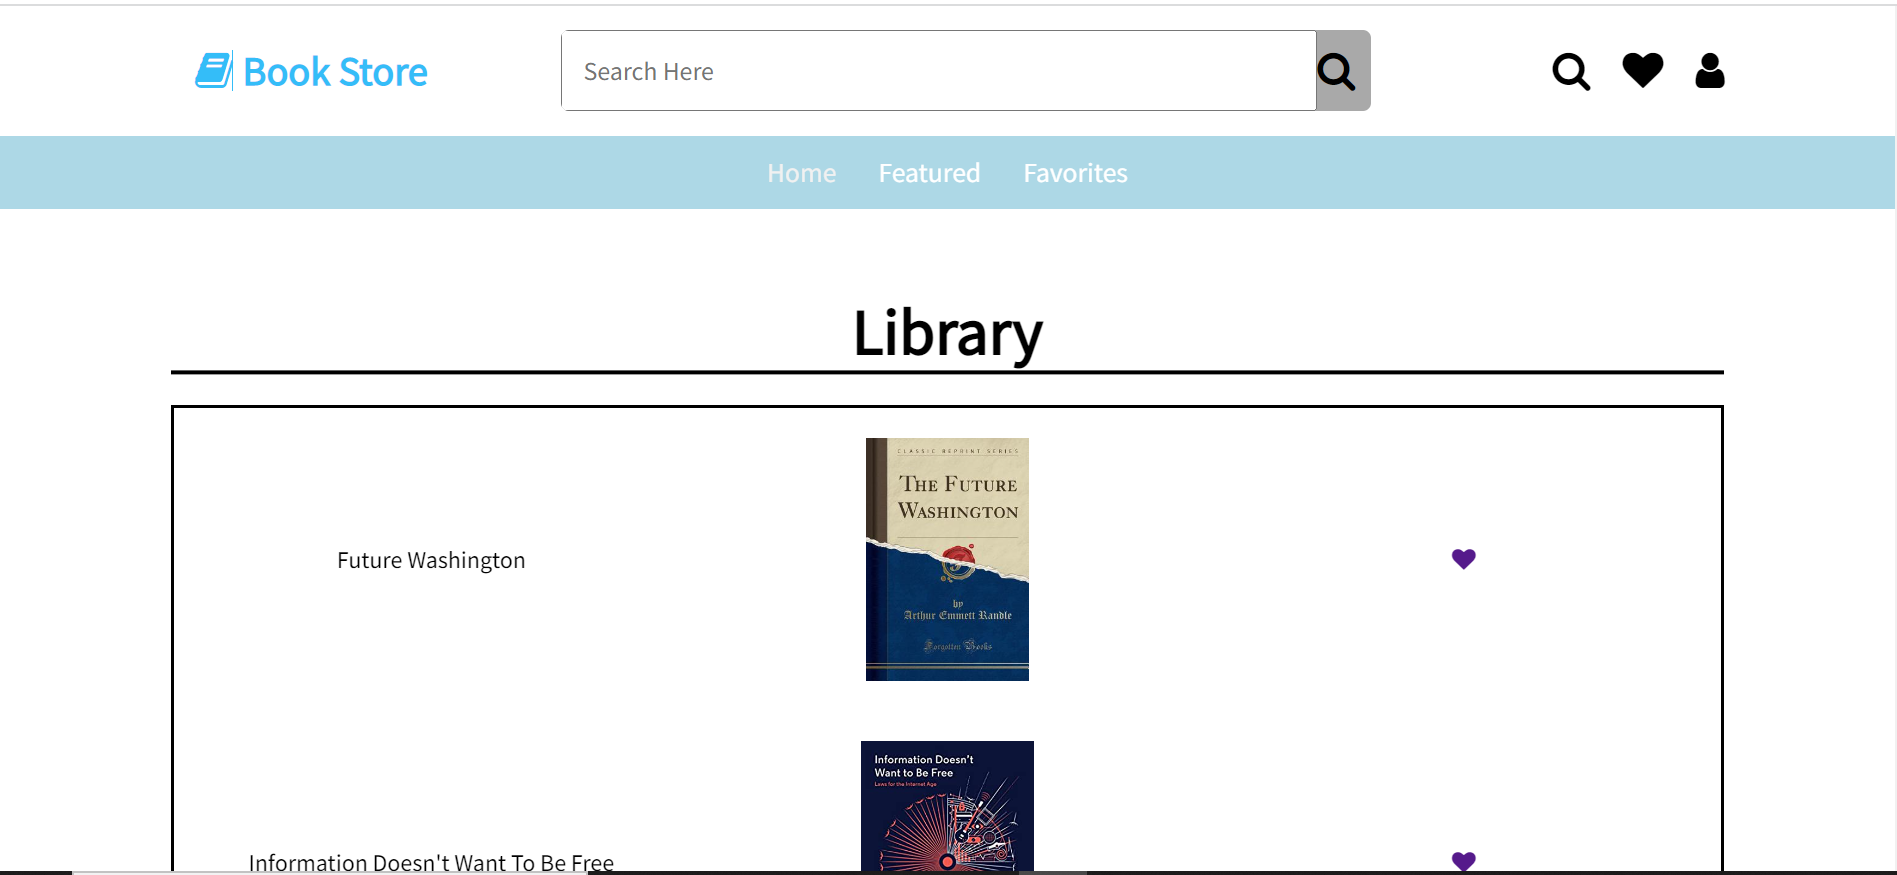 Book Store
Search Here
Home Featured Favorites
Library
CLASSIC REPRINT SERIES
THE FUTURE
WASHINGTON
Future Washington
by
Arthur Emmett Randle
Forgotten Books
Information Doesn't
Want to Be Free
Laws for the Internet Age
Information Doesn't Want To Be Free